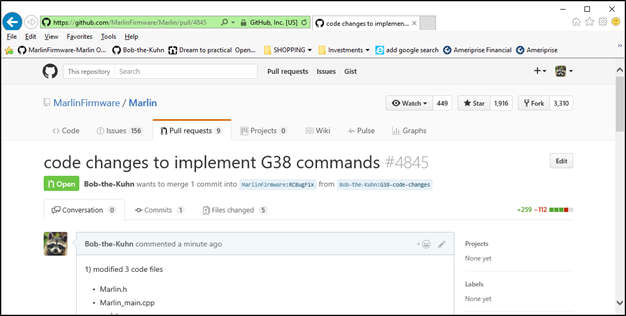 https://github.com/MarlinFirmware/Marlin/pull/4845
GitHub, Inc. [US]
code changes to implemen...
File Edit View Favorites Tools Help
MarlinFirmware-Marlin O... Bob-the-Kuhn Dream to practical Open... SHOPPING Investments add google search Ameriprise Financial Ameriprise
This repository Search Pull requests Issues Gist
MarlinFirmware / Marlin Watch 449 Star 1,916 Fork 3,310
Code Issues 156 Pull requests 9 Projects 0 Wiki Pulse Graphs
code changes to implement G38 commands #4845 Edit
Open Bob-the-Kuhn wants to merge 1 commit into MarlinFirmware:RCBugFix from Bob-the-Kuhn:G38-code-changes
Conversation 0 Commits 1 Files changed 5 +259 −112
Bob-the-Kuhn commented a minute ago
Projects
None yet
1) modified 3 code files
Labels
• Marlin.h
None yet
• Marlin_main.cpp